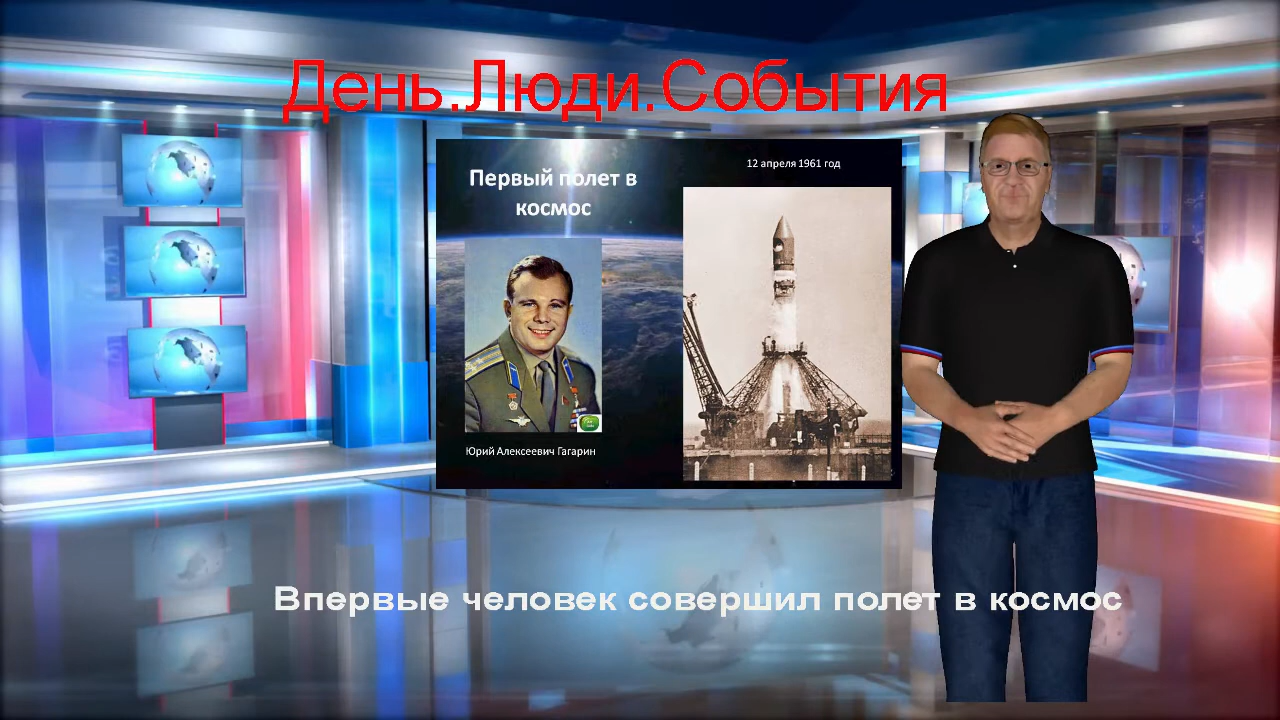 День.Люди.События
Первый полет в
космос
12 апреля 1961 год
Юрий Алексеевич Гагарин
Впервые человек совершил полет в космос